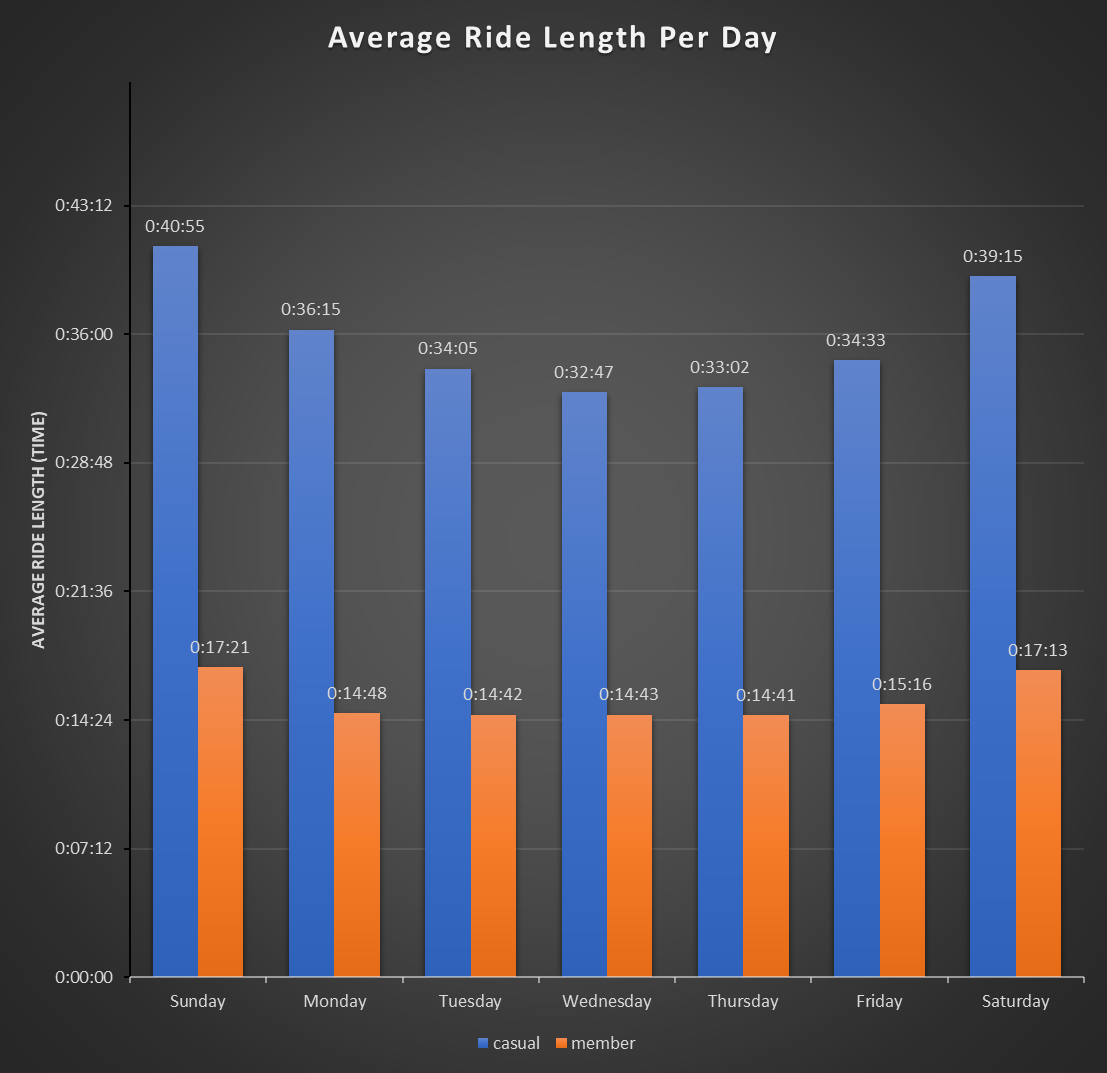 Average Ride Length Per Day
AVERAGE RIDE LENGTH (TIME)
0:43:12
0:36:00
0:28:48
0:21:36
0:14:24
0:07:12
0:00:00
0:40:55
0:36:15
0:34:05
0:32:47
0:33:02
0:34:33
0:39:15
0:17:21
0:14:48
0:14:42
0:14:43
0:14:41
0:15:16
0:17:13
Sunday
Monday
Tuesday
Wednesday
Thursday
Friday
Saturday
casual
member